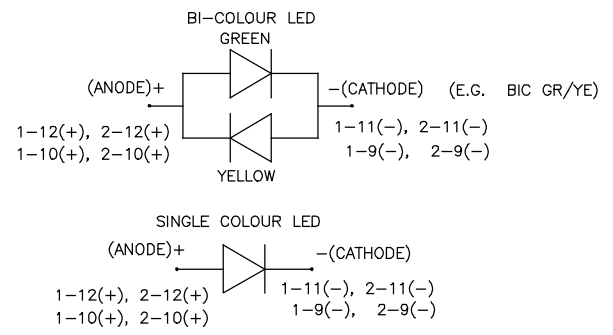 BI-COLOUR LED
GREEN
(ANODE)+ -(CATHODE) (E.G. BIC GR/YE)
1-12(+), 2-12(+) 1-11(-), 2-11(-)
1-10(+), 2-10(+) 1-9(-), 2-9(-)
YELLOW
SINGLE COLOUR LED
(ANODE)+ -(CATHODE)
1-12(+), 2-12(+) 1-11(-), 2-11(-)
1-10(+), 2-10(+) 1-9(-), 2-9(-)